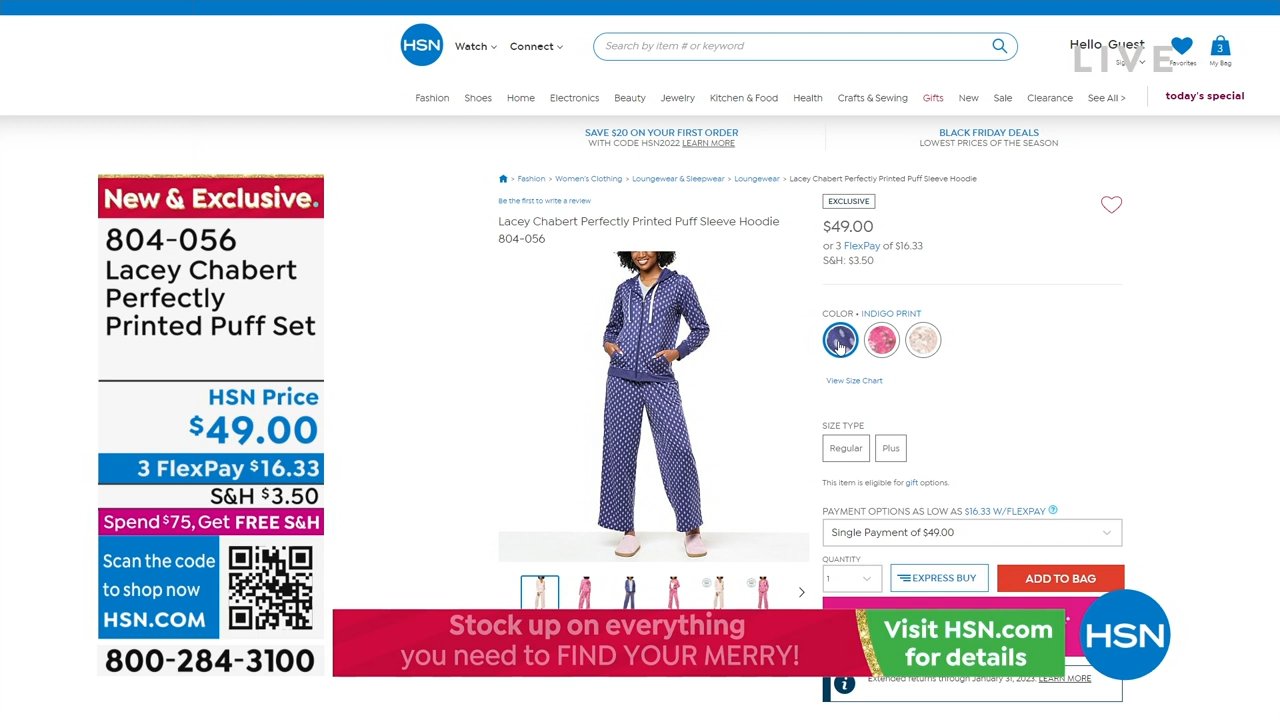 HSN
Watch
Connect
Search by item # or keyword
Hello, Guest
LIVE
Favorites
3
My Bag
Fashion Shoes Home Electronics Beauty Jewelry Kitchen & Food Health Crafts & Sewing Gifts New Sale Clearance See All >
today's special
SAVE $20 ON YOUR FIRST ORDER
WITH CODE HSN2022 LEARN MORE
BLACK FRIDAY DEALS
LOWEST PRICES OF THE SEASON
New & Exclusive.
804-056
Lacey Chabert
Perfectly
Printed Puff Set
HSN Price
$49.00
3 FlexPay $16.33
S&H $3.50
Spend $75, Get FREE S&H
Scan the code
to shop now
HSN.COM
800-284-3100
> Fashion > Women's Clothing > Loungewear & Sleepwear > Loungewear > Lacey Chabert Perfectly Printed Puff Sleeve Hoodie
Be the first to write a review
Lacey Chabert Perfectly Printed Puff Sleeve Hoodie
804-056
EXCLUSIVE
$49.00
or 3 FlexPay of $16.33
S&H: $3.50
COLOR • INDIGO PRINT
View Size Chart
SIZE TYPE
Regular
Plus
This item is eligible for gift options.
PAYMENT OPTIONS AS LOW AS $16.33 W/FLEXPAY ?
Single Payment of $49.00
QUANTITY
1
EXPRESS BUY
ADD TO BAG
Stock up on everything
you need to FIND YOUR MERRY!
Visit HSN.com
for details
HSN
Extended returns through January 31, 2023. LEARN MORE